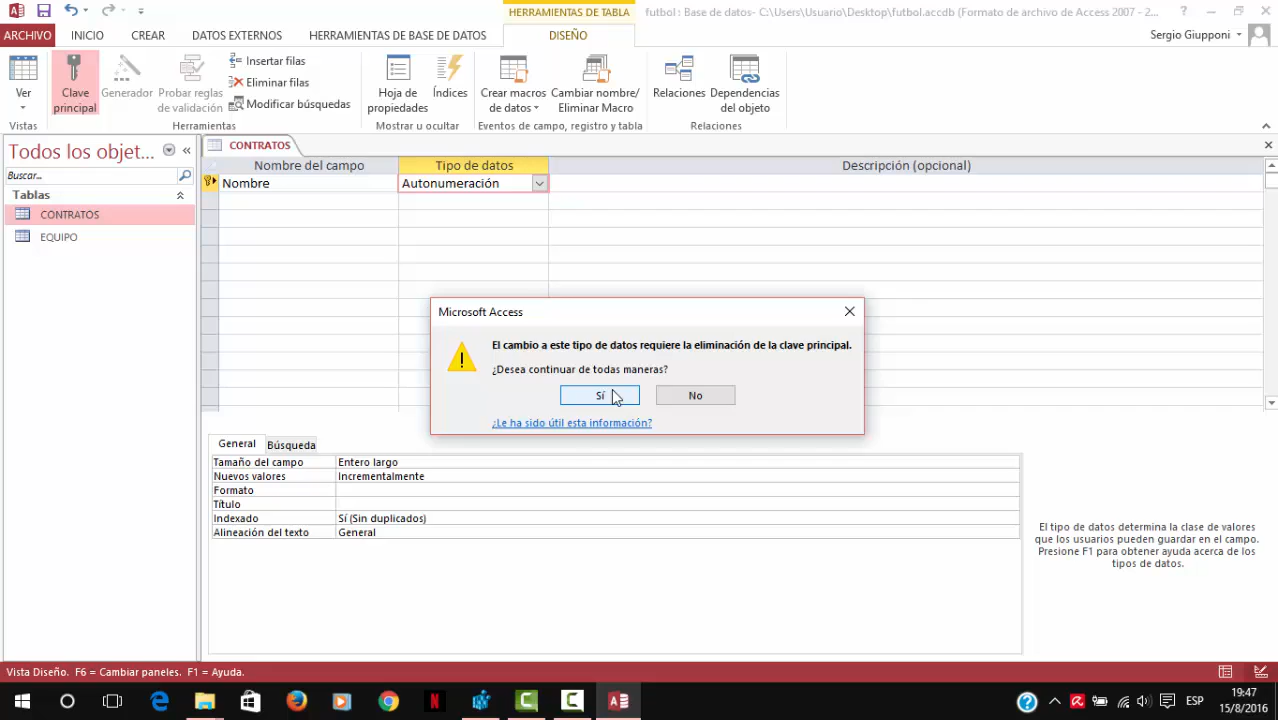 HERRAMIENTAS DE TABLA
futbol : Base de datos- C:\Users\Usuario\Desktop\futbol.accdb (Formato de archivo de Access 2007 - 2...
ARCHIVO INICIO CREAR DATOS EXTERNOS HERRAMIENTAS DE BASE DE DATOS DISEÑO Sergio Giupponi
Ver
Vistas
Clave principal
Generador
Probar reglas de validación
Insertar filas
Eliminar filas
Modificar búsquedas
Herramientas
Hoja de propiedades
Índices
Mostrar u ocultar
Crear macros de datos
Cambiar nombre/ Eliminar Macro
Eventos de campo, registro y tabla
Relaciones
Dependencias del objeto
Relaciones
Todos los objet...
Buscar...
Tablas
CONTRATOS
EQUIPO
CONTRATOS
Nombre del campo Tipo de datos Descripción (opcional)
Nombre Autonumeración
Microsoft Access
El cambio a este tipo de datos requiere la eliminación de la clave principal.
¿Desea continuar de todas maneras?
Sí No
¿Le ha sido útil esta información?
General Búsqueda
Tamaño del campo Entero largo
Nuevos valores Incrementalmente
Formato
Título
Indexado Sí (Sin duplicados)
Alineación del texto General
El tipo de datos determina la clase de valores
que los usuarios pueden guardar en el campo.
Presione F1 para obtener ayuda acerca de los
tipos de datos.
Vista Diseño. F6 = Cambiar paneles. F1 = Ayuda.
ESP
19:47
15/8/2016